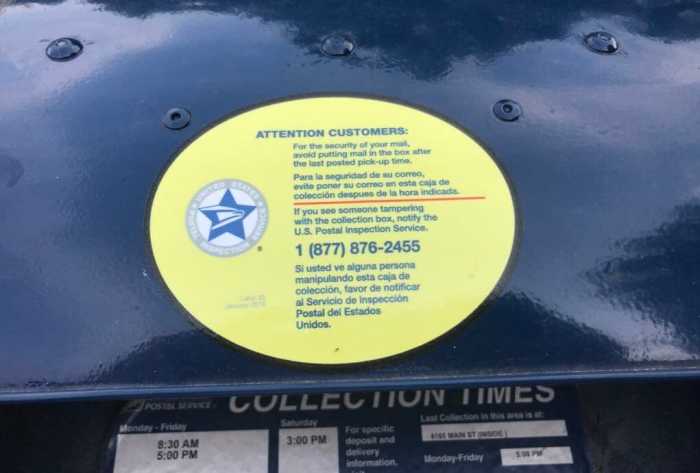 ATTENTION CUSTOMERS:
For the security of your mail,
avoid putting mail in the box after
the last posted pick-up time.
Para la seguridad de su correo,
evite poner su correo en esta caja de
colección despues de la hora indicada.
If you see someone tampering
with the collection box, notify the
U.S. Postal Inspection Service.
1 (877) 876-2455
Si usted ve alguna persona
manipulando esta caja de
colección, favor de notificar
al Servicio de Inspección
Postal del Estados
Unidos.
UNITED STATES
POSTAL SERVICE
COLLECTION TIMES
Monday - Friday
8:30 AM
5:00 PM
Saturday
3:00 PM
For specific
deposit and
delivery
information,
Last Collection in this area is at:
MAIN ST (INSIDE)
Monday-Friday
5:00 PM